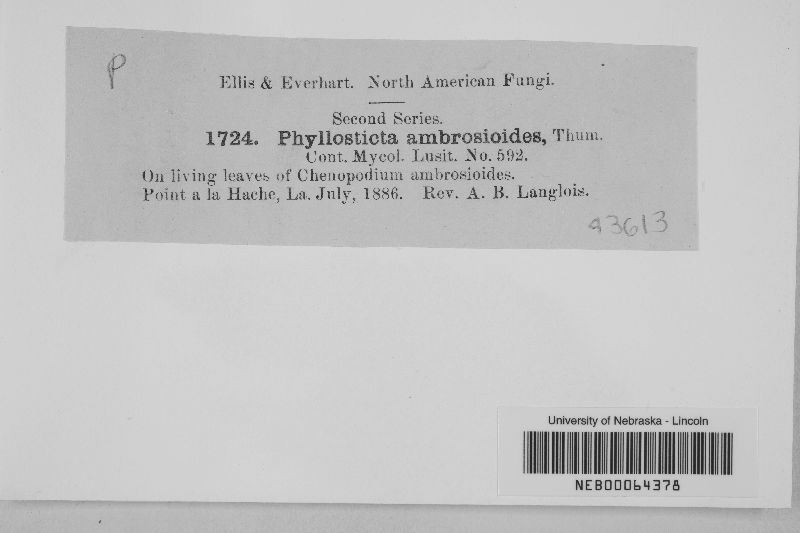 P
Ellis & Everhart. North American Fungi.
Second Series.
1724. Phyllosticta ambrosioides, Thum.
Cont. Mycol. Lusit. No. 592.
On living leaves of Chenopodium ambrosioides.
Point a la Hache, La. July, 1886. Rev. A. B. Langlois.
93613
University of Nebraska - Lincoln
NEB00064378